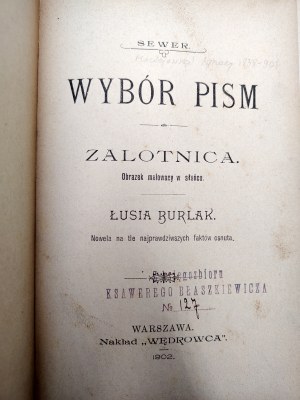 SEWER.
WYBÓR PISM
ZALOTNICA.
Obrazek malowany w słońcu.
ŁUSIA BURLAK.
Nowela na tle najprawdziwszych faktów osnuta.
Z księgozbioru
KSAWEREGO BŁASZKIEWICZA
№ 127
WARSZAWA.
Nakład „WĘDROWCA”
1902.